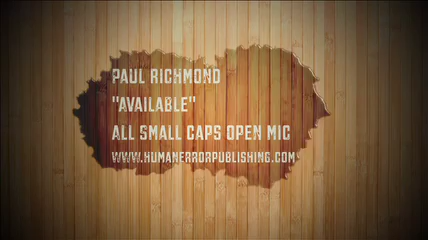 PAUL RICHMOND
"AVAILABLE"
ALL SMALL CAPS OPEN MIC
WWW.HUMANERRORPUBLISHING.COM